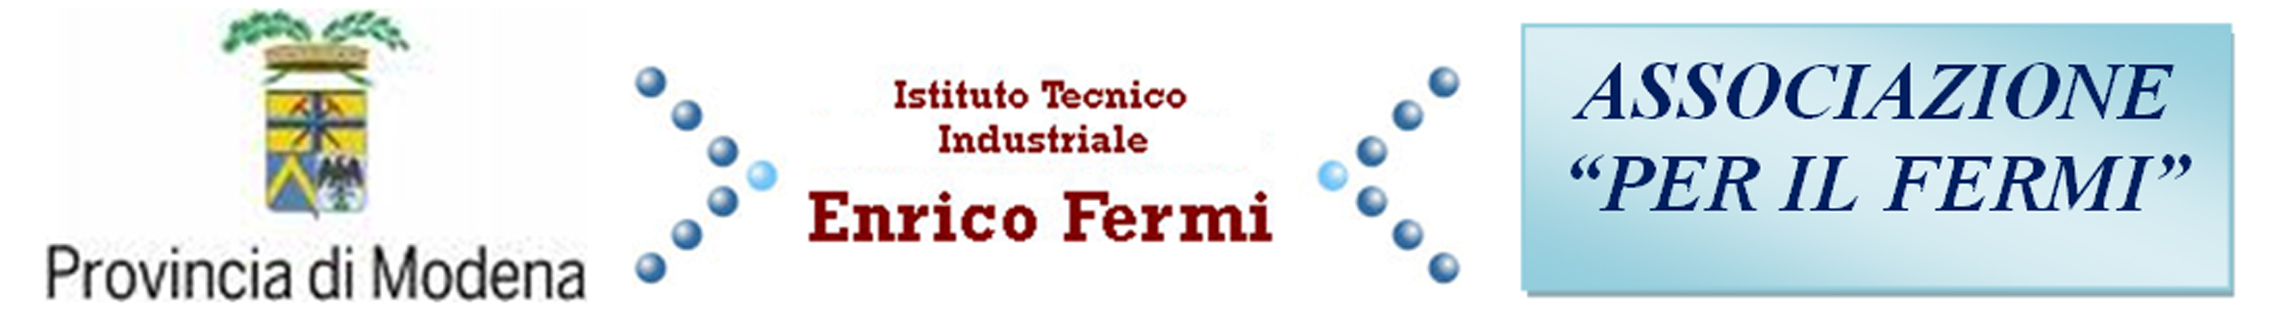 Provincia di Modena
Istituto Tecnico
Industriale
Enrico Fermi
ASSOCIAZIONE
“PER IL FERMI”